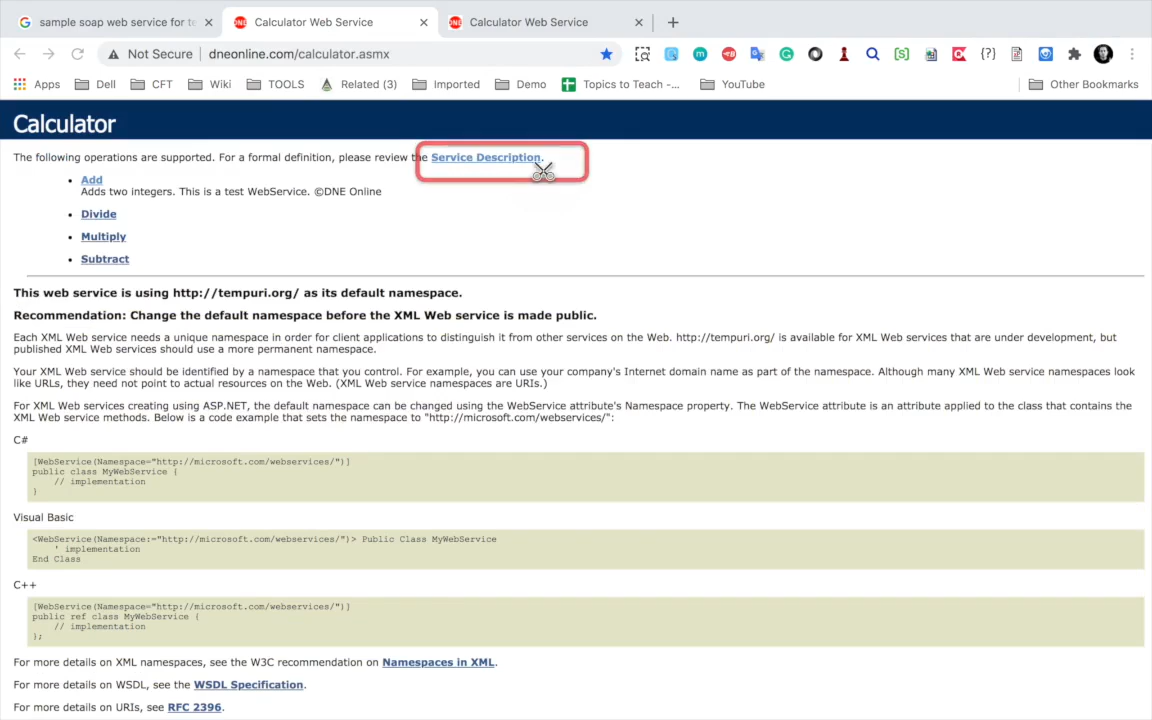 sample soap web service for te
Calculator Web Service
Calculator Web Service
Not Secure
dneonline.com/calculator.asmx
Apps
Dell
CFT
Wiki
TOOLS
Related (3)
Imported
Demo
Topics to Teach -...
YouTube
Other Bookmarks
Calculator
The following operations are supported. For a formal definition, please review the Service Description.
• Add
Adds two integers. This is a test WebService. ©DNE Online
• Divide
• Multiply
• Subtract
This web service is using http://tempuri.org/ as its default namespace.
Recommendation: Change the default namespace before the XML Web service is made public.
Each XML Web service needs a unique namespace in order for client applications to distinguish it from other services on the Web. http://tempuri.org/ is available for XML Web services that are under development, but
published XML Web services should use a more permanent namespace.
Your XML Web service should be identified by a namespace that you control. For example, you can use your company's Internet domain name as part of the namespace. Although many XML Web service namespaces look
like URLs, they need not point to actual resources on the Web. (XML Web service namespaces are URIs.)
For XML Web services creating using ASP.NET, the default namespace can be changed using the WebService attribute's Namespace property. The WebService attribute is an attribute applied to the class that contains the
XML Web service methods. Below is a code example that sets the namespace to "http://microsoft.com/webservices/":
C#
[WebService(Namespace="http://microsoft.com/webservices/")]
public class MyWebService {
// implementation
}
Visual Basic
<WebService(Namespace:="http://microsoft.com/webservices/")> Public Class MyWebService
' implementation
End Class
C++
[WebService(Namespace="http://microsoft.com/webservices/")]
public ref class MyWebService {
// implementation
};
For more details on XML namespaces, see the W3C recommendation on Namespaces in XML.
For more details on WSDL, see the WSDL Specification.
For more details on URIs, see RFC 2396.